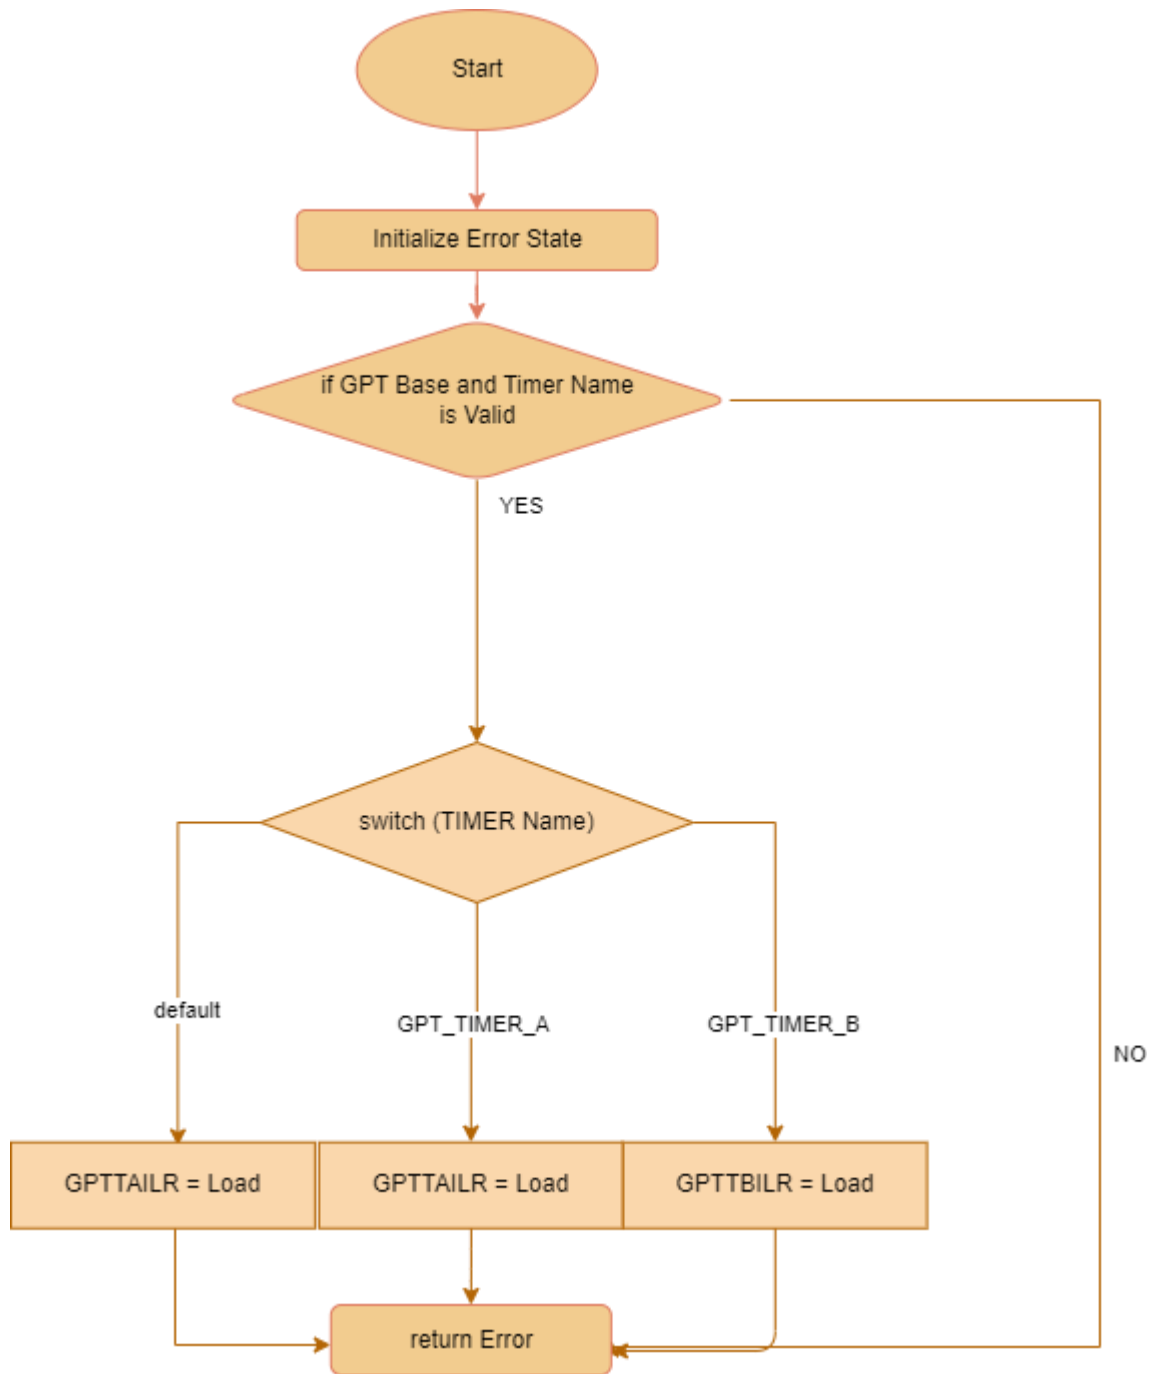 Start
Initialize Error State
if GPT Base and Timer Name
is Valid
YES
switch (TIMER Name)
default
GPT_TIMER_A
GPT_TIMER_B
NO
GPTTAILR = Load
GPTTAILR = Load
GPTTBILR = Load
return Error